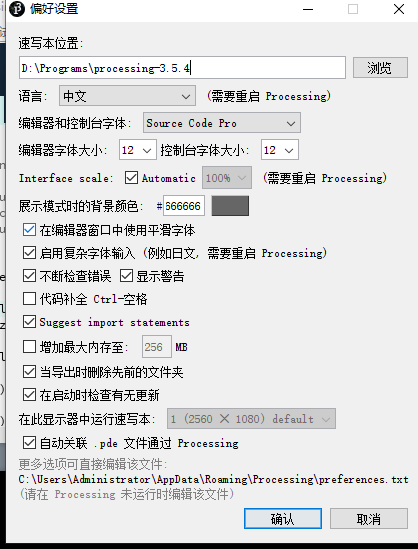 偏好设置
速写本位置:
D:\Programs\processing-3.5.4
浏览
语言: 中文 (需要重启 Processing)
编辑器和控制台字体: Source Code Pro
编辑器字体大小: 12 控制台字体大小: 12
Interface scale: Automatic 100% (需要重启 Processing)
展示模式时的背景颜色: #666666
在编辑器窗口中使用平滑字体
启用复杂字体输入 (例如日文, 需要重启 Processing)
不断检查错误 显示警告
代码补全 Ctrl-空格
Suggest import statements
增加最大内存至: 256 MB
当导出时删除先前的文件夹
在启动时检查有无更新
在此显示器中运行速写本: 1 (2560 × 1080) default
自动关联 .pde 文件通过 Processing
更多选项可直接编辑该文件:
C:\Users\Administrator\AppData\Roaming\Processing\preferences.txt
(请在 Processing 未运行时编辑该文件)
确认 取消